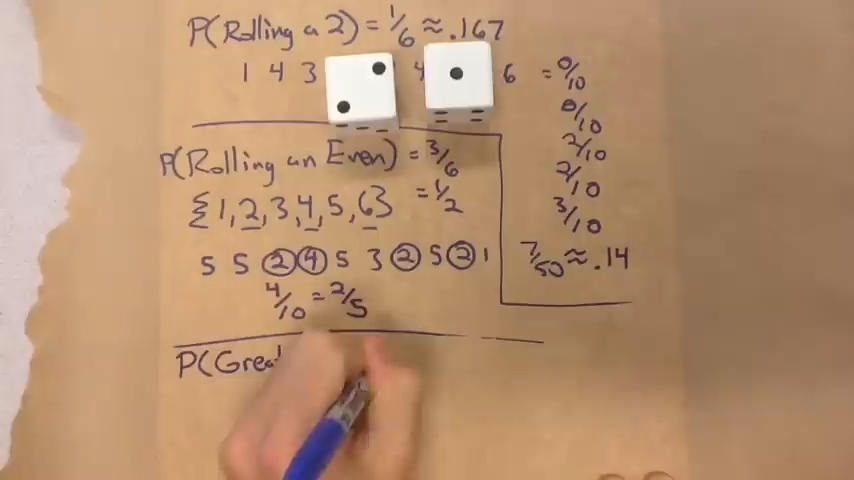 P(Rolling a 2) = 1/6 ≈ .167
1 4 3 4 6 = 0/10
0/10
2/10
2/10
3/10
7/50 ≈ .14
P(Rolling an Even) = 3/6
{1, 2, 3, 4, 5, 6} = 1/2
5 5 2 4 5 3 2 5 2 1
4/10 = 2/5
P(Great